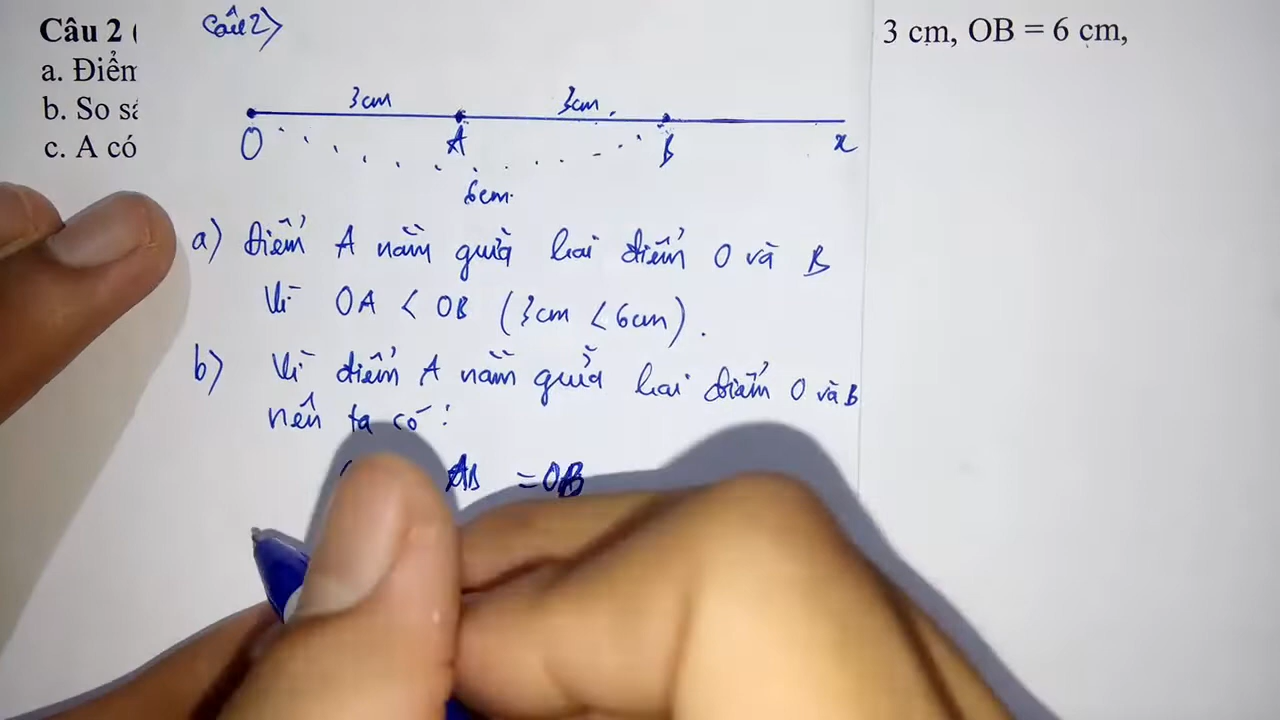 Câu 2 (
3 cm, OB = 6 cm,
a. Điểm
b. So sá
c. A có
Câu 2)
3cm 3cm
O A B x
6cm
a) Điểm A nằm giữa hai điểm O và B
Vì OA < OB (3cm < 6cm).
b) Vì điểm A nằm giữa hai điểm O và B
nên ta có:
AB = OB